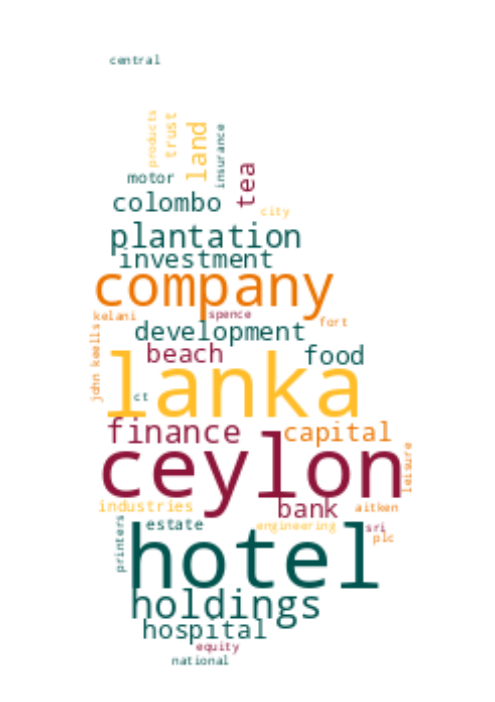 central
products
trust
land
insurance
motor
tea
colombo
city
plantation
investment
company
kelani
spence
fort
john keells
development
beach
food
lanka
ct
finance
capital
ceylon
leisure
industries
bank
aitken
printers
estate
engineering
sri
plc
hotel
holdings
hospital
equity
national